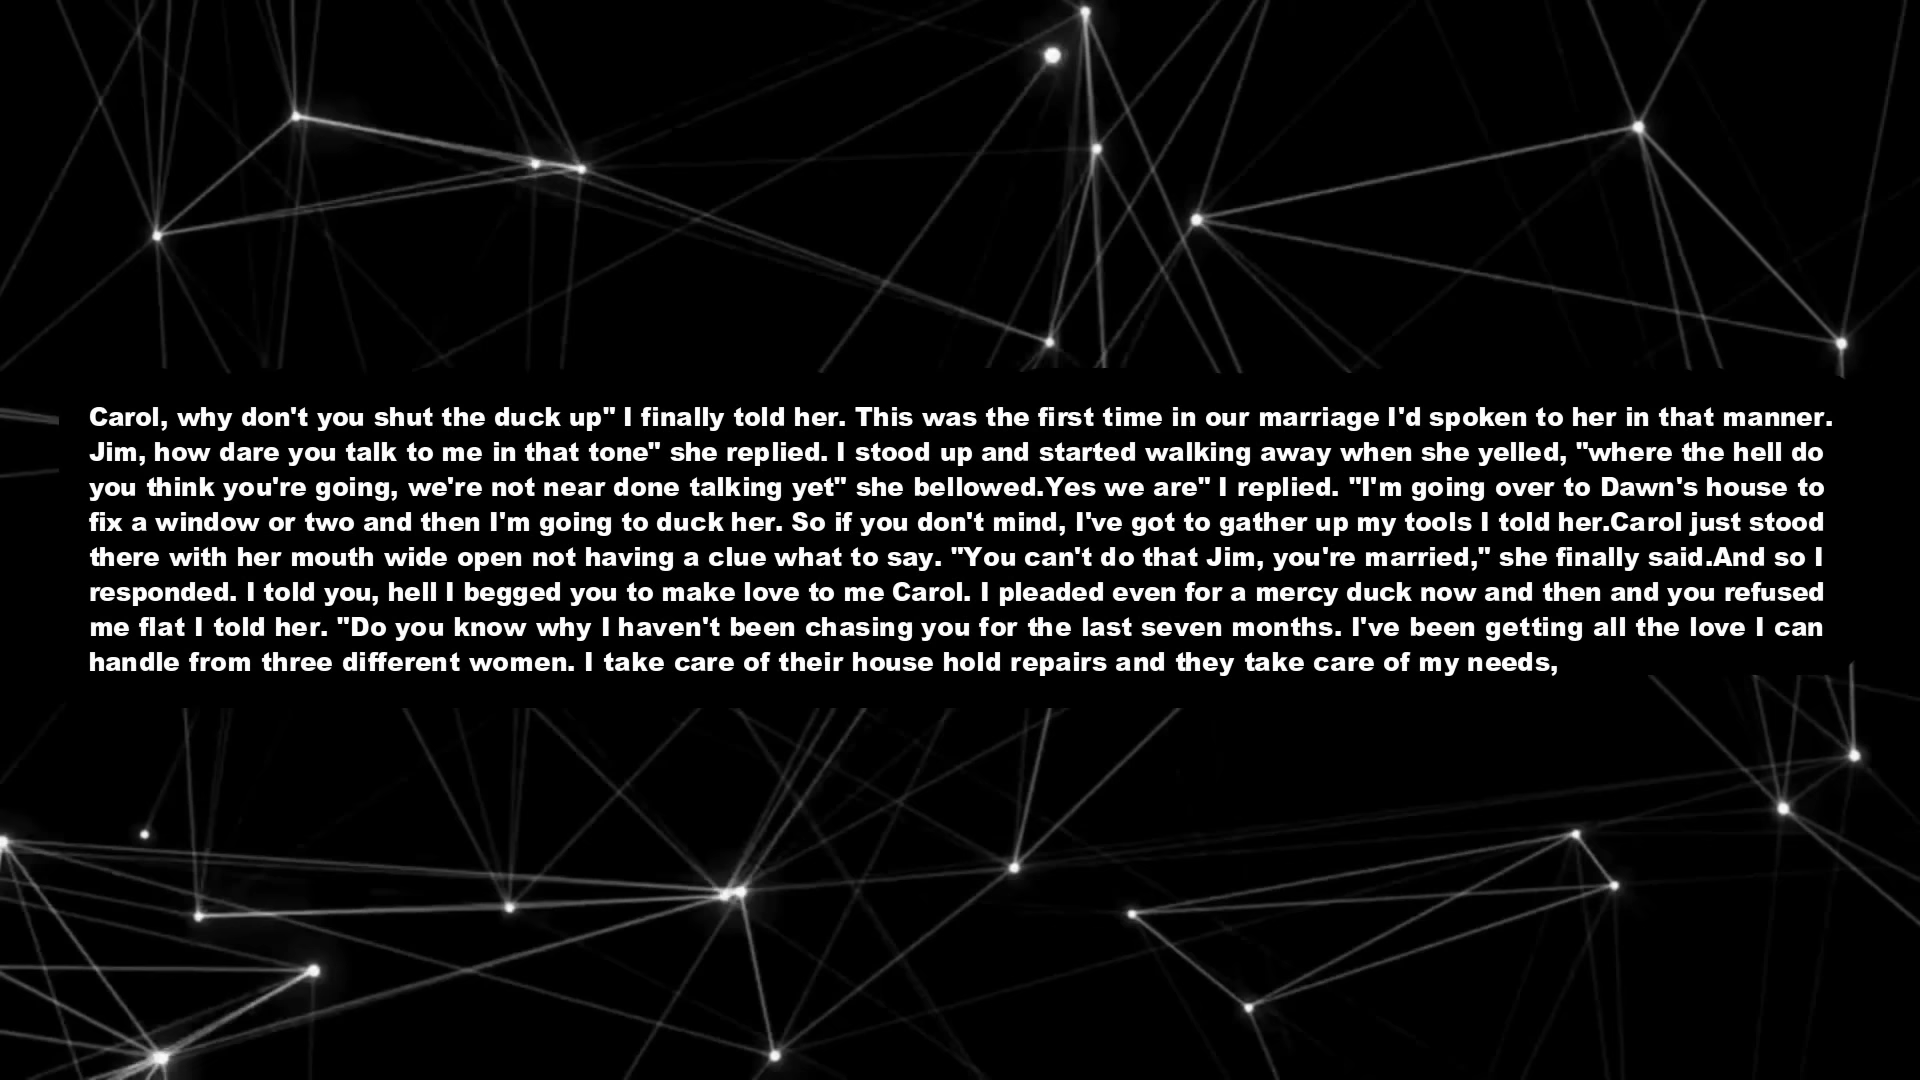 Carol, why don't you shut the duck up" I finally told her. This was the first time in our marriage I'd spoken to her in that manner.
Jim, how dare you talk to me in that tone" she replied. I stood up and started walking away when she yelled, "where the hell do
you think you're going, we're not near done talking yet" she bellowed.Yes we are" I replied. "I'm going over to Dawn's house to
fix a window or two and then I'm going to duck her. So if you don't mind, I've got to gather up my tools I told her.Carol just stood
there with her mouth wide open not having a clue what to say. "You can't do that Jim, you're married," she finally said.And so I
responded. I told you, hell I begged you to make love to me Carol. I pleaded even for a mercy duck now and then and you refused
me flat I told her. "Do you know why I haven't been chasing you for the last seven months. I've been getting all the love I can
handle from three different women. I take care of their house hold repairs and they take care of my needs,